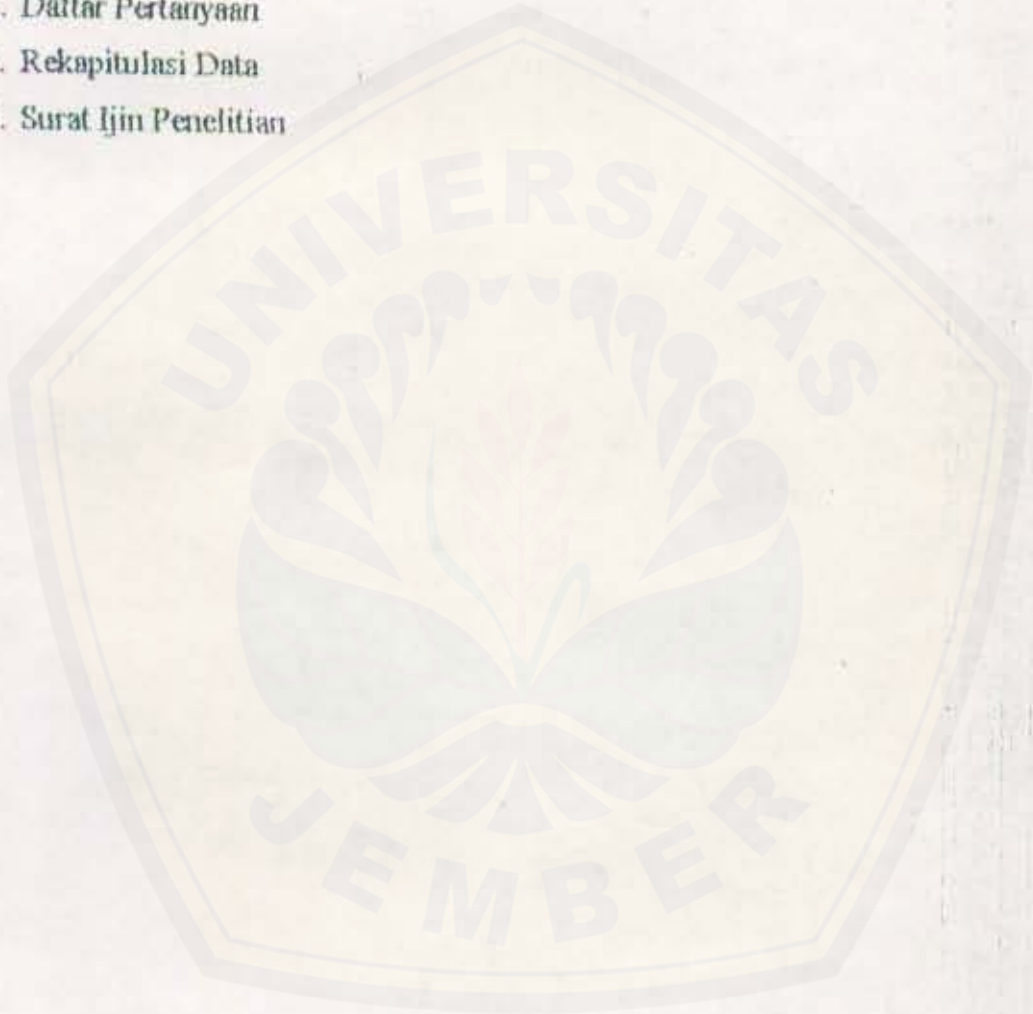 . Daftar Pertanyaan
. Rekapitulasi Data
. Surat Ijin Penelitian
UNIVERSITAS
JEMBER